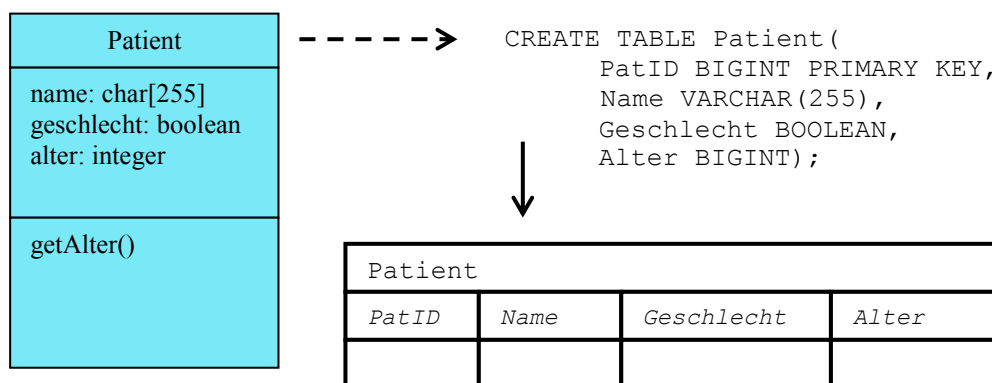 Patient
name: char[255]
geschlecht: boolean
alter: integer
getAlter()
CREATE TABLE Patient(
PatID BIGINT PRIMARY KEY,
Name VARCHAR(255),
Geschlecht BOOLEAN,
Alter BIGINT);
Patient
PatID Name Geschlecht Alter